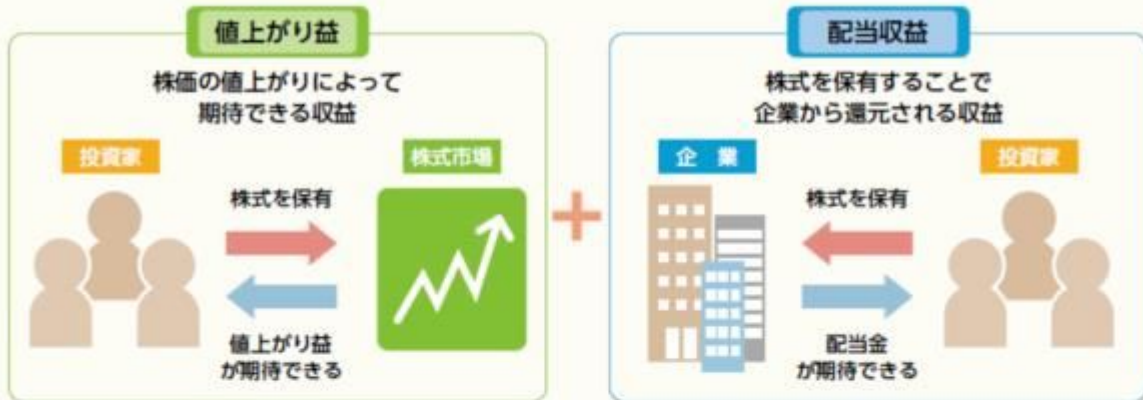 値上がり益
株価の値上がりによって
期待できる収益
投資家
株式市場
株式を保有
値上がり益
が期待できる
配当収益
株式を保有することで
企業から還元される収益
企 業
投資家
株式を保有
配当金
が期待できる